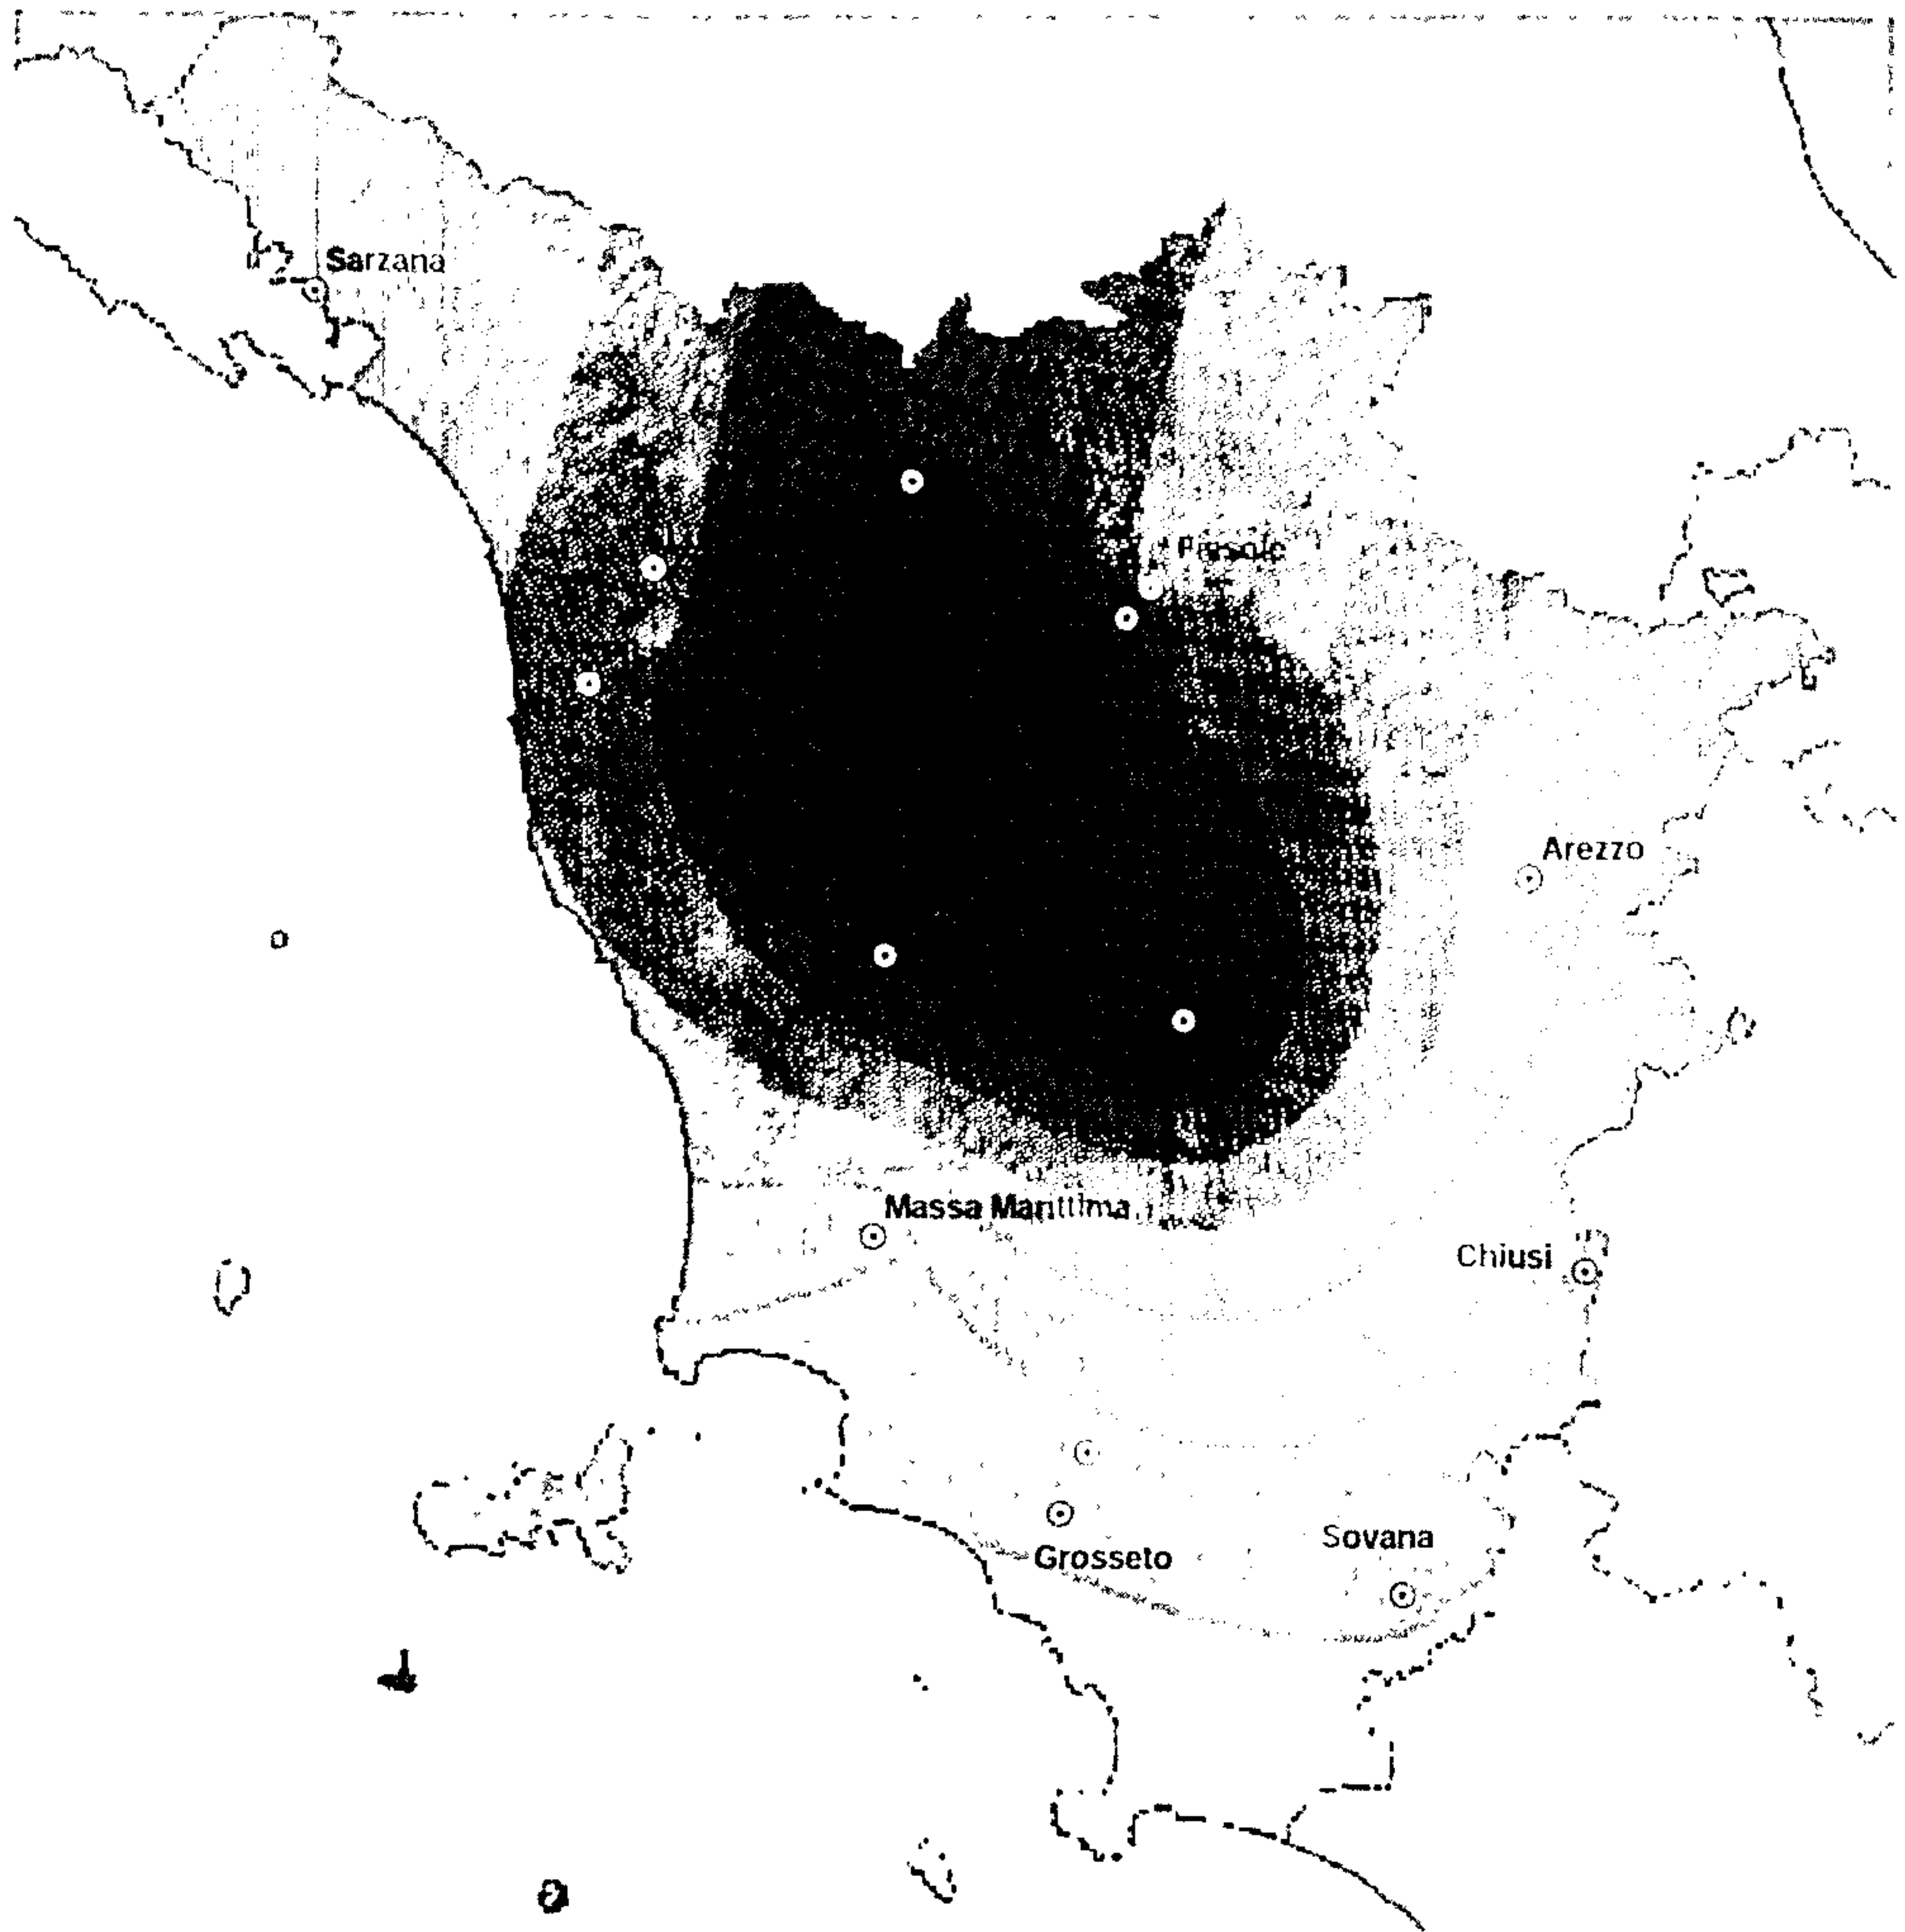 Sarzana
Fiesole
Arezzo
Massa Marittima
Chiusi
Sovana
Grosseto